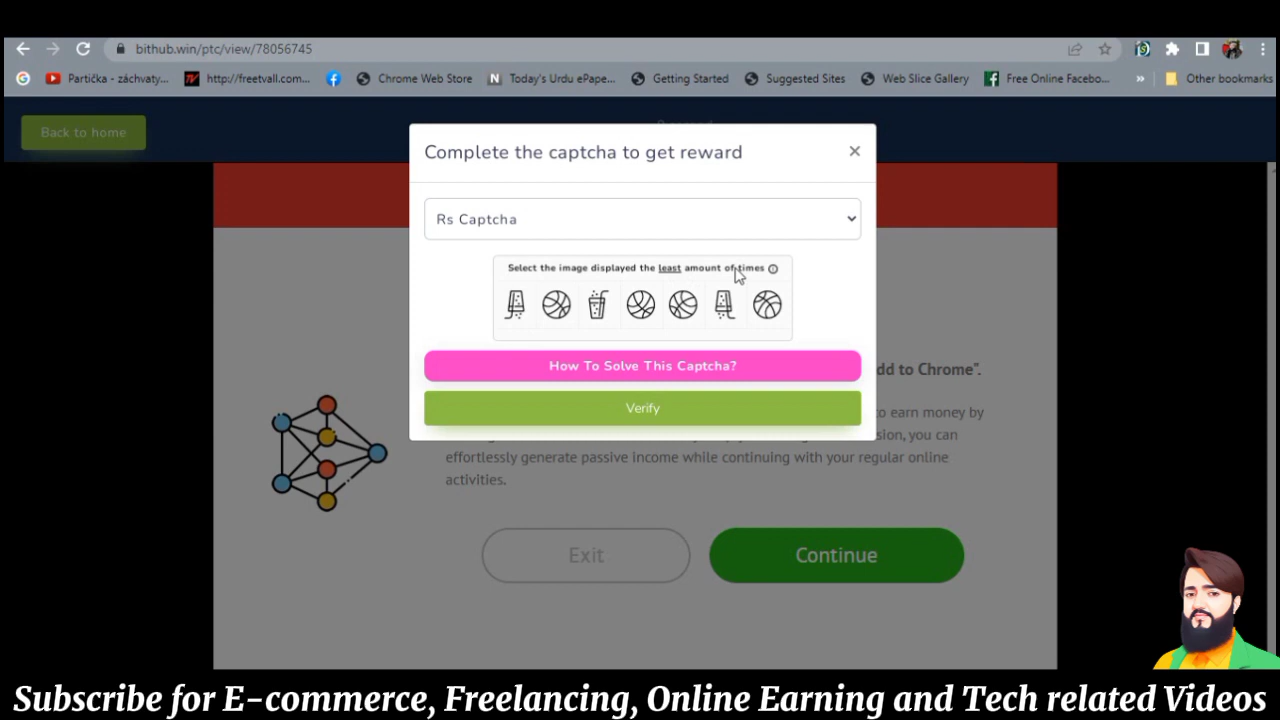 bithub.win/ptc/view/78056745
Partička - záchvaty...
http://freetvall.com...
Chrome Web Store
Today's Urdu ePape...
Getting Started
Suggested Sites
Web Slice Gallery
Free Online Facebo...
»
Other bookmarks
Back to home
Complete the captcha to get reward
×
Rs Captcha
Select the image displayed the least amount of times
How To Solve This Captcha?
Verify
dd to Chrome".
to earn money by
sion, you can
effortlessly generate passive income while continuing with your regular online
activities.
Exit
Continue
Subscribe for E-commerce, Freelancing, Online Earning and Tech related Videos